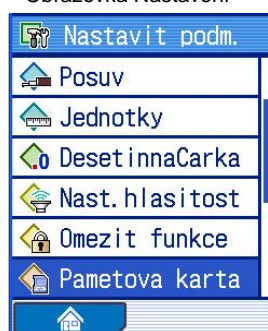 Obrazovka Nastavení
Nastavit podm.
Posuv
Jednotky
DesetinnaCarka
Nast.hlasitost
Omezit funkce
Pametova karta